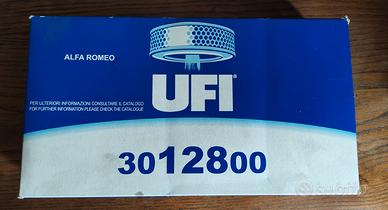 ALFA ROMEO
UFI®
PER ULTERIORI INFORMAZIONI CONSULTARE IL CATALOGO
FOR FURTHER INFORMATION PLEASE CHECK THE CATALOGUE
3012800